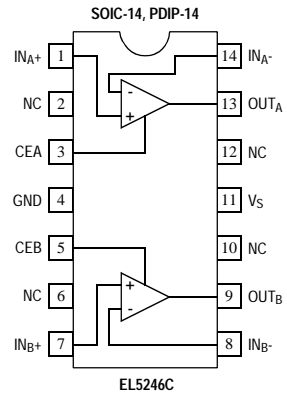 SOIC-14, PDIP-14
INA+ 1
14 INA-
NC 2
13 OUTA
CEA 3
12 NC
GND 4
11 VS
CEB 5
10 NC
NC 6
9 OUTB
INB+ 7
8 INB-
-
+
+
-
EL5246C